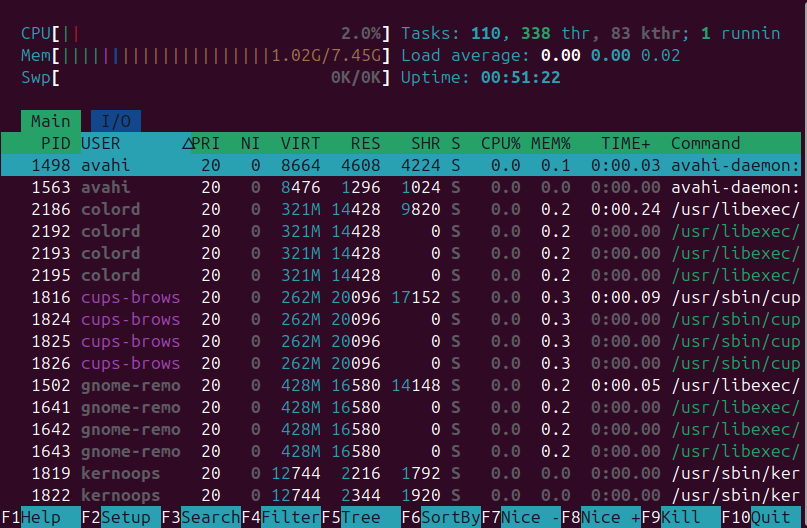 CPU[|| 2.0%] Tasks: 110, 338 thr, 83 kthr; 1 runnin
Mem[|||||||||||||||||||||1.02G/7.45G] Load average: 0.00 0.00 0.02
Swp[ 0K/0K] Uptime: 00:51:22
Main I/O
PID USER △PRI NI VIRT RES SHR S CPU% MEM% TIME+ Command
1498 avahi 20 0 8664 4608 4224 S 0.0 0.1 0:00.03 avahi-daemon:
1563 avahi 20 0 8476 1296 1024 S 0.0 0.0 0:00.00 avahi-daemon:
2186 colord 20 0 321M 14428 9820 S 0.0 0.2 0:00.24 /usr/libexec/
2192 colord 20 0 321M 14428 0 S 0.0 0.2 0:00.00 /usr/libexec/
2193 colord 20 0 321M 14428 0 S 0.0 0.2 0:00.00 /usr/libexec/
2195 colord 20 0 321M 14428 0 S 0.0 0.2 0:00.00 /usr/libexec/
1816 cups-brows 20 0 262M 20096 17152 S 0.0 0.3 0:00.09 /usr/sbin/cup
1824 cups-brows 20 0 262M 20096 0 S 0.0 0.3 0:00.00 /usr/sbin/cup
1825 cups-brows 20 0 262M 20096 0 S 0.0 0.3 0:00.00 /usr/sbin/cup
1826 cups-brows 20 0 262M 20096 0 S 0.0 0.3 0:00.00 /usr/sbin/cup
1502 gnome-remo 20 0 428M 16580 14148 S 0.0 0.2 0:00.05 /usr/libexec/
1641 gnome-remo 20 0 428M 16580 0 S 0.0 0.2 0:00.00 /usr/libexec/
1642 gnome-remo 20 0 428M 16580 0 S 0.0 0.2 0:00.00 /usr/libexec/
1643 gnome-remo 20 0 428M 16580 0 S 0.0 0.2 0:00.00 /usr/libexec/
1819 kernoops 20 0 12744 2216 1792 S 0.0 0.0 0:00.00 /usr/sbin/ker
1822 kernoops 20 0 12744 2344 1920 S 0.0 0.0 0:00.00 /usr/sbin/ker
F1Help F2Setup F3SearchF4FilterF5Tree F6SortByF7Nice -F8Nice +F9Kill F10Quit